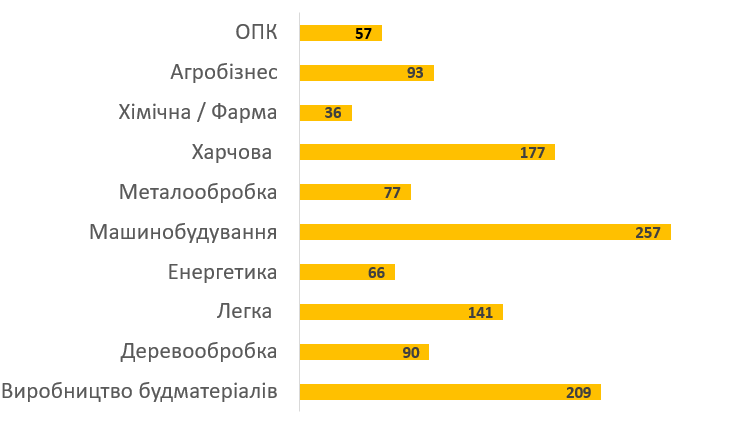 ОПК 57
Агробізнес 93
Хімічна / Фарма 36
Харчова 177
Металообробка 77
Машинобудування 257
Енергетика 66
Легка 141
Деревообробка 90
Виробництво будматеріалів 209